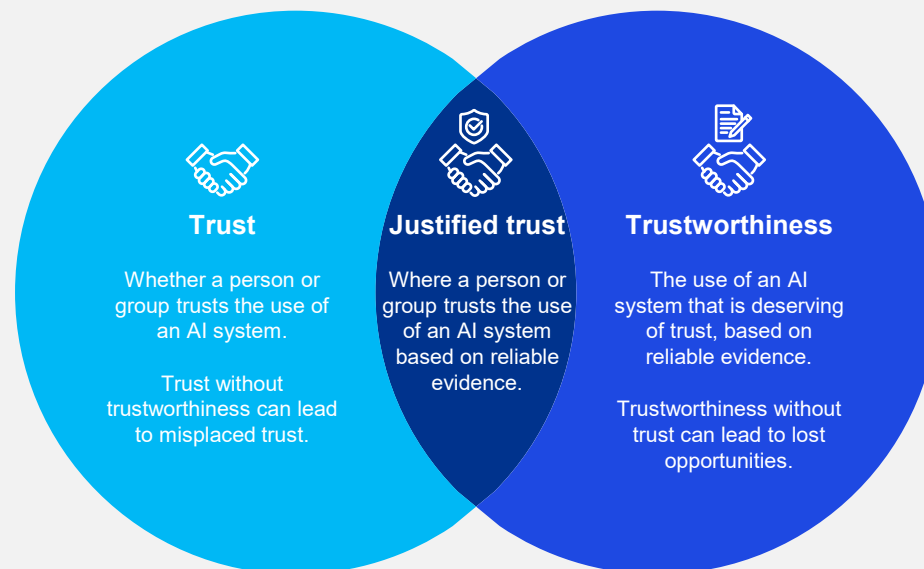 Trust
Whether a person or
group trusts the use of
an AI system.
Trust without
trustworthiness can lead
to misplaced trust.
Justified trust
Where a person or
group trusts the use
of an AI system
based on reliable
evidence.
Trustworthiness
The use of an AI
system that is deserving
of trust, based on
reliable evidence.
Trustworthiness without
trust can lead to lost
opportunities.